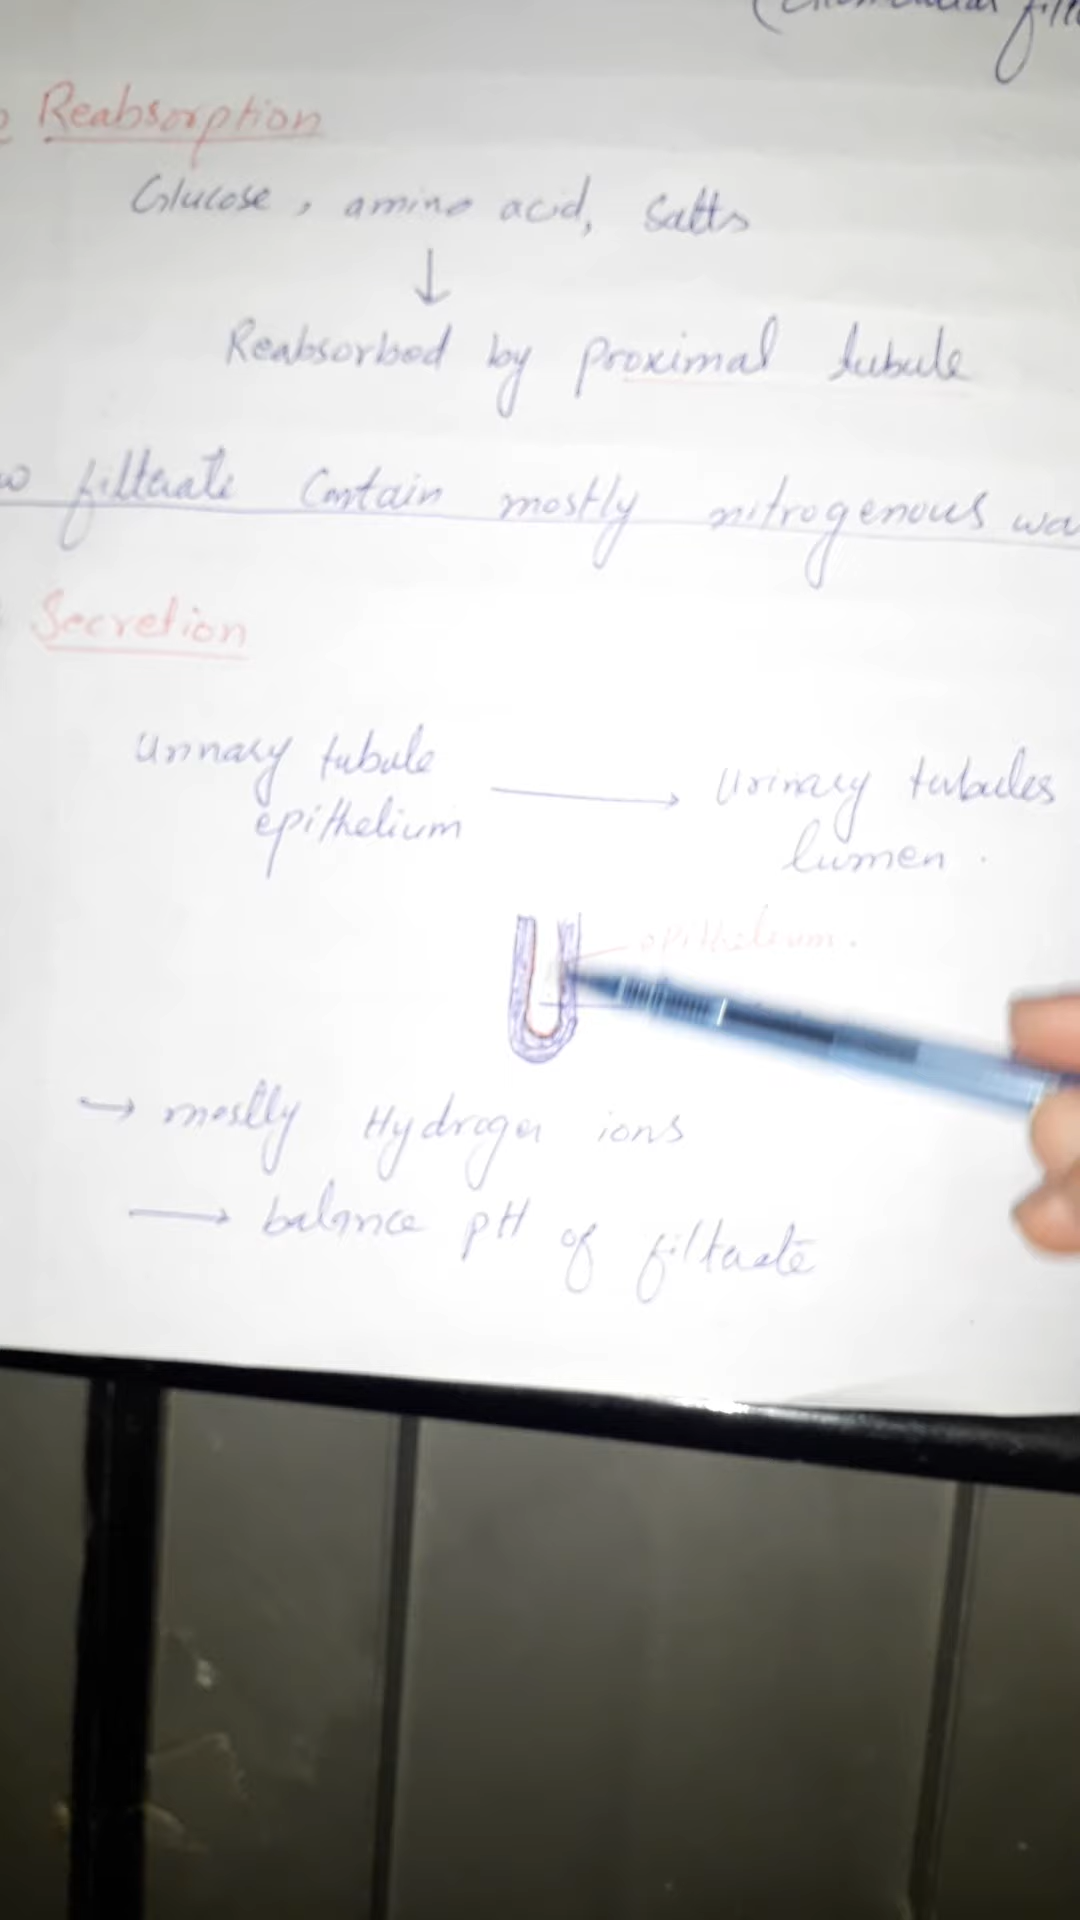 Reabsorption
Glucose, amino acid, Salts
↓
Reabsorbed by proximal tubule
filtrate Contain mostly nitrogenous wa
Secretion
Urinary tubule epithelium → Urinary tubules lumen.
epithelium.
→ mostly Hydrogen ions
→ balance pH of filtrate